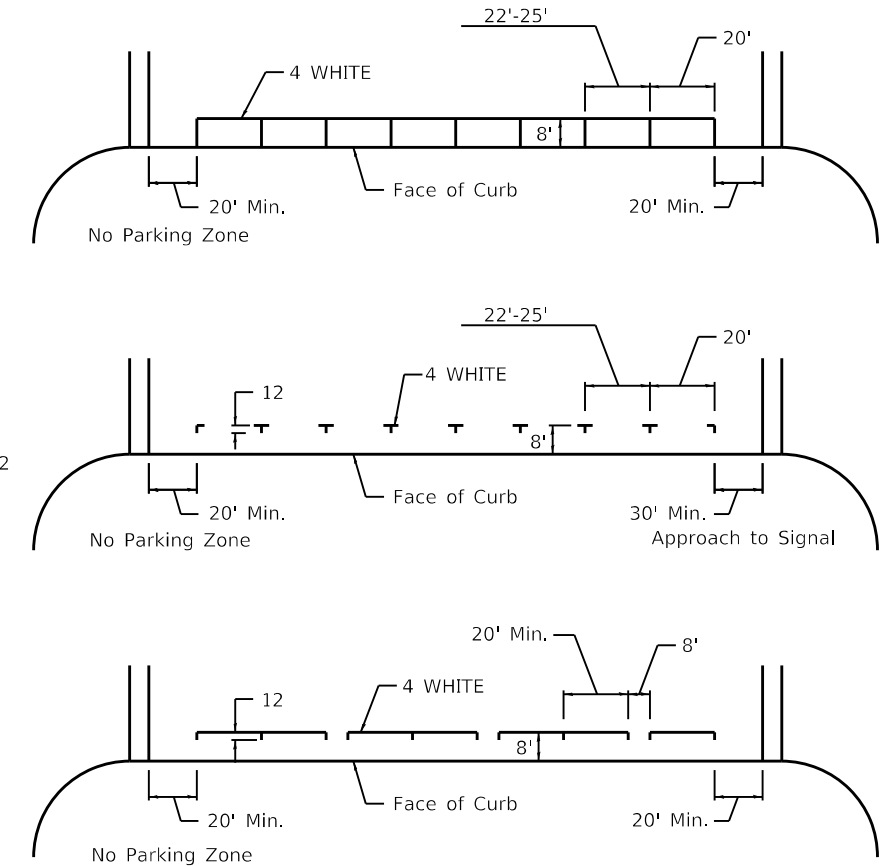 22'-25'
20'
4 WHITE
8'
Face of Curb
20' Min.
20' Min.
No Parking Zone
22'-25'
20'
4 WHITE
12
8'
2
Face of Curb
20' Min.
30' Min.
No Parking Zone
Approach to Signal
20' Min.
8'
4 WHITE
12
8'
Face of Curb
20' Min.
20' Min.
No Parking Zone